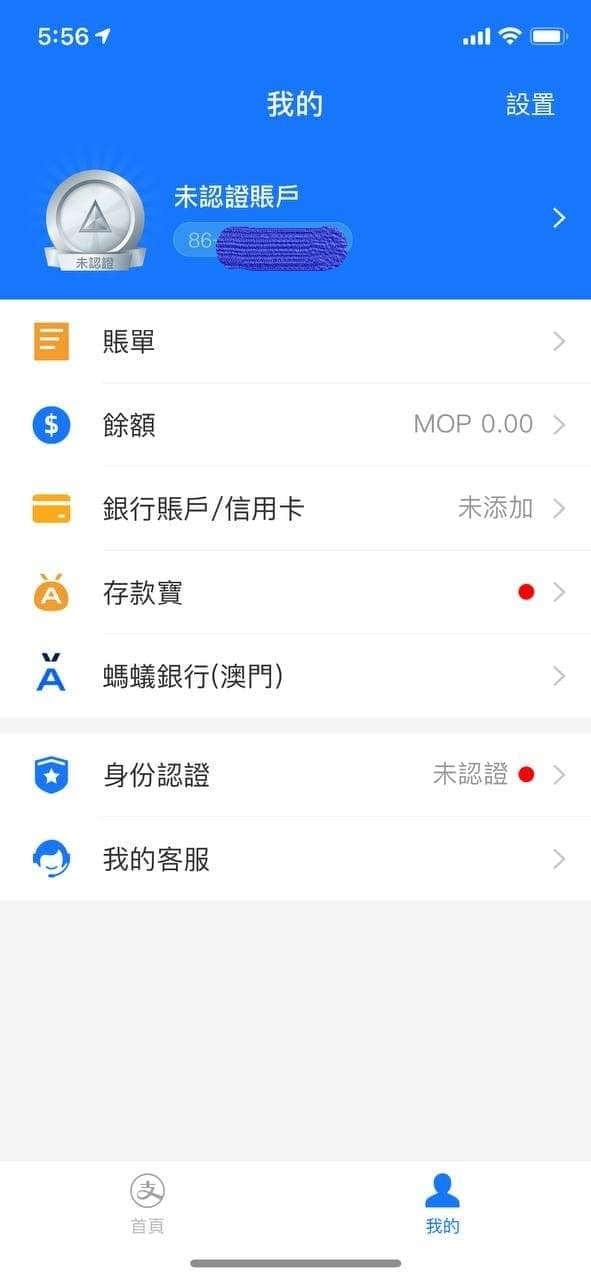 5:56
我的
設置
未認證賬戶
未認證
86-
賬單
餘額
MOP 0.00
銀行賬戶/信用卡
未添加
存款寶
螞蟻銀行(澳門)
身份認證
未認證
我的客服
支
首頁
我的